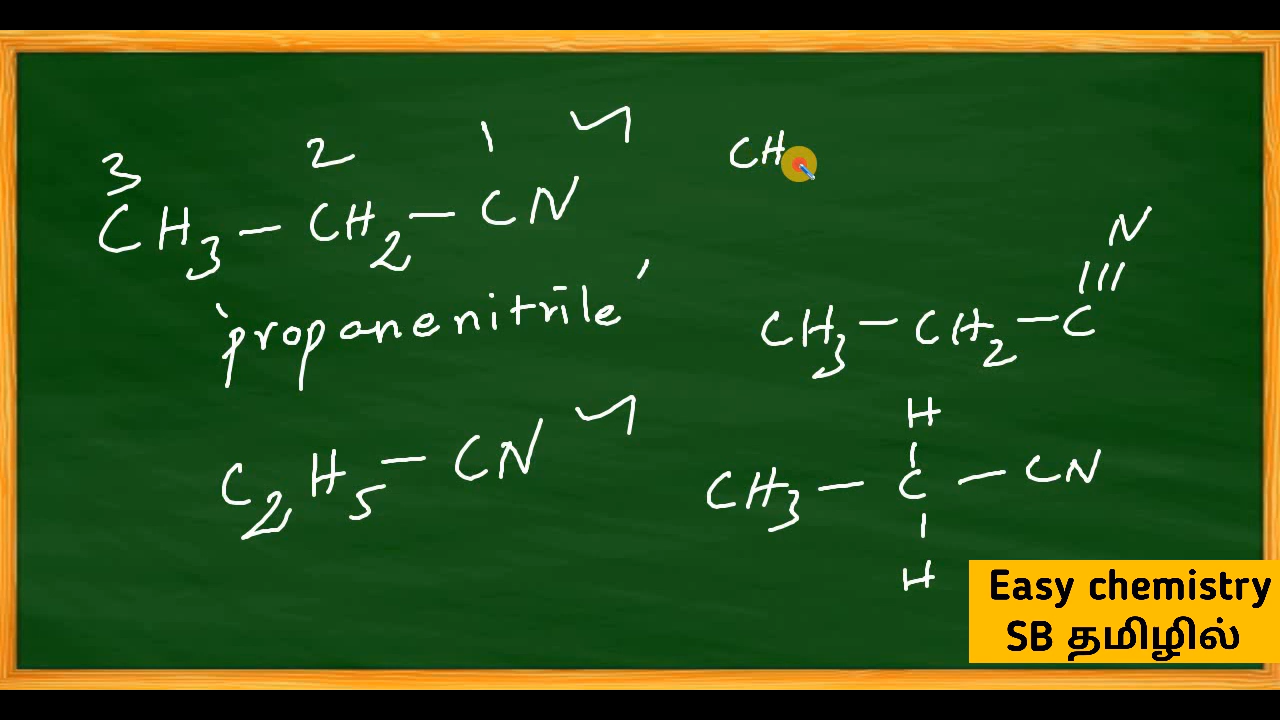 3 2 1
CH3 – CH2 – CN
'propanenitrile'
C2H5 – CN
CH
N
|||
CH3 – CH2 – C
H
|
CH3 – C – CN
|
H
Easy chemistry
SB தமிழில்